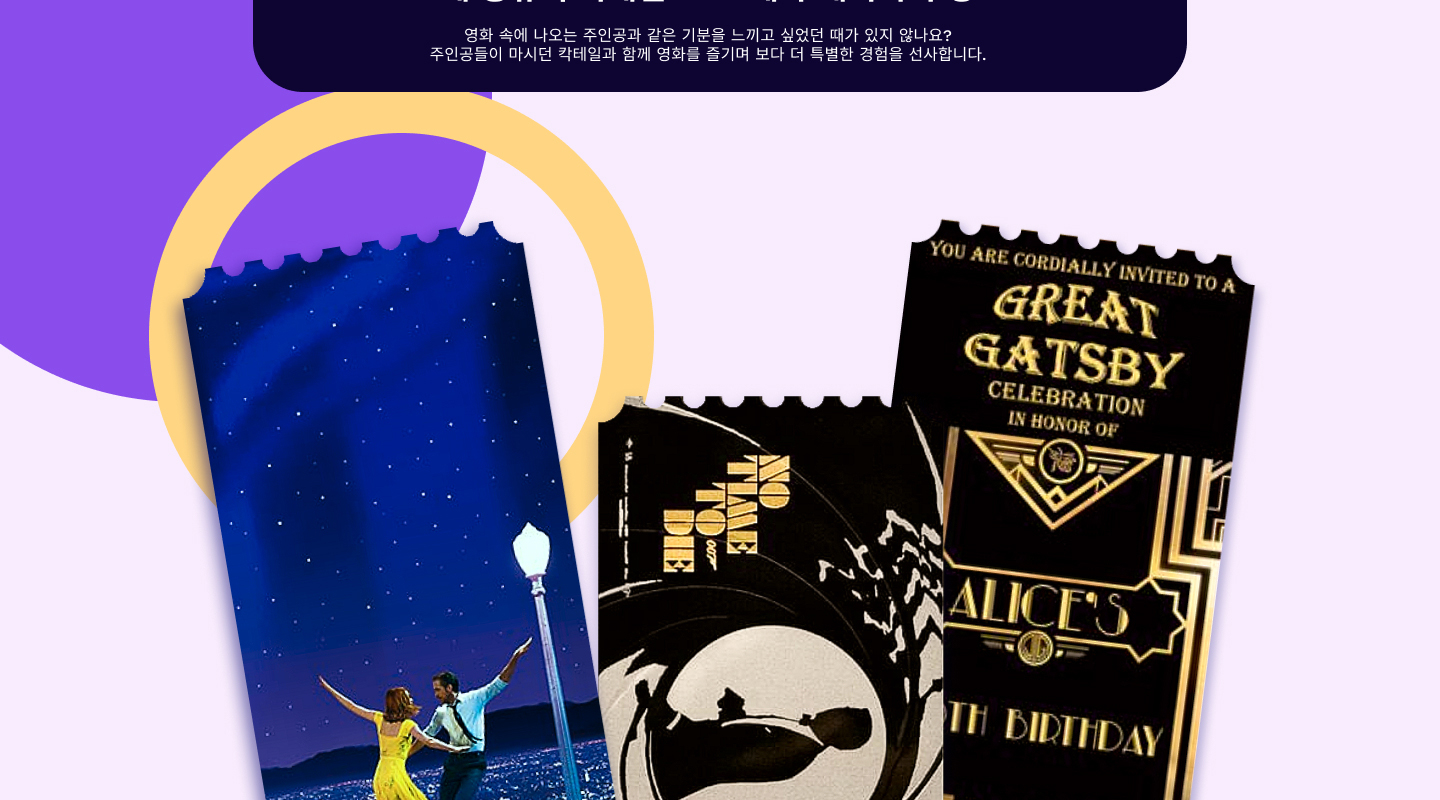 영화 속에 나오는 주인공과 같은 기분을 느끼고 싶었던 때가 있지 않나요?
주인공들이 마시던 칵테일과 함께 영화를 즐기며 보다 더 특별한 경험을 선사합니다.
NO
TIME
TO
DIE
007
YOU ARE CORDIALLY INVITED TO A
GREAT
GATSBY
CELEBRATION
IN HONOR OF
ALICE'S
TH BIRTHDAY